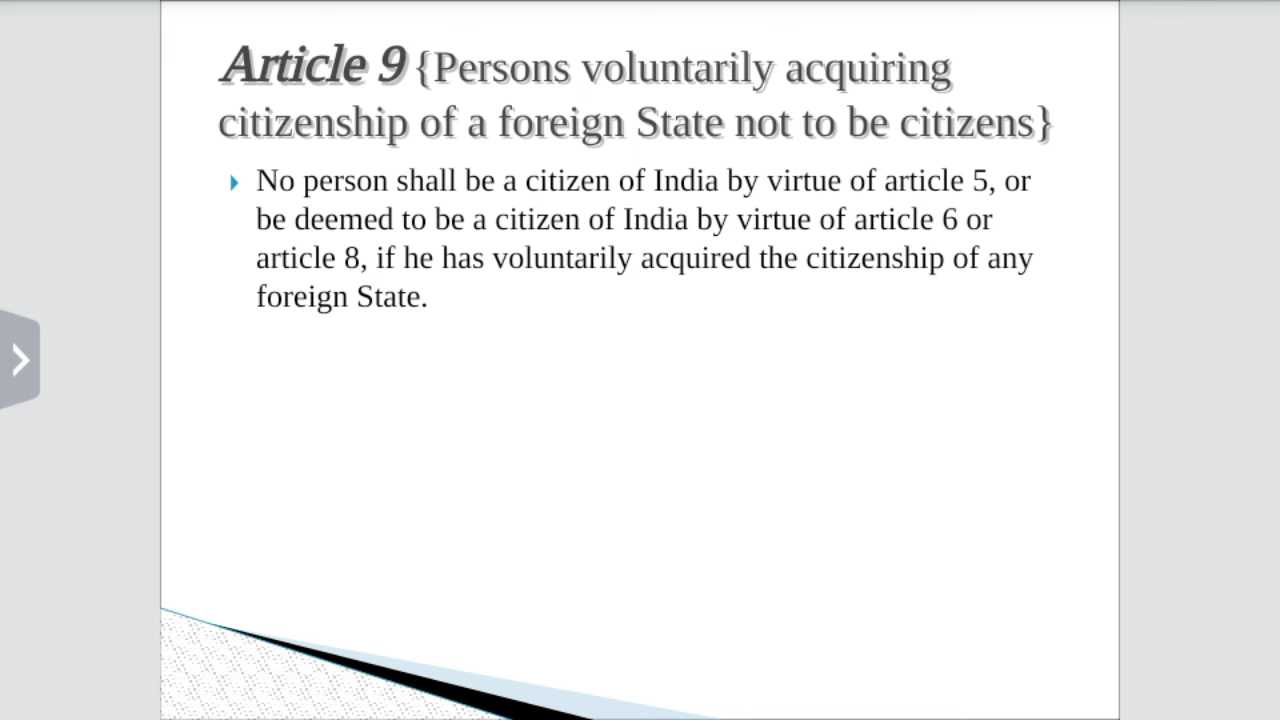 Article 9 {Persons voluntarily acquiring
citizenship of a foreign State not to be citizens}
No person shall be a citizen of India by virtue of article 5, or
be deemed to be a citizen of India by virtue of article 6 or
article 8, if he has voluntarily acquired the citizenship of any
foreign State.